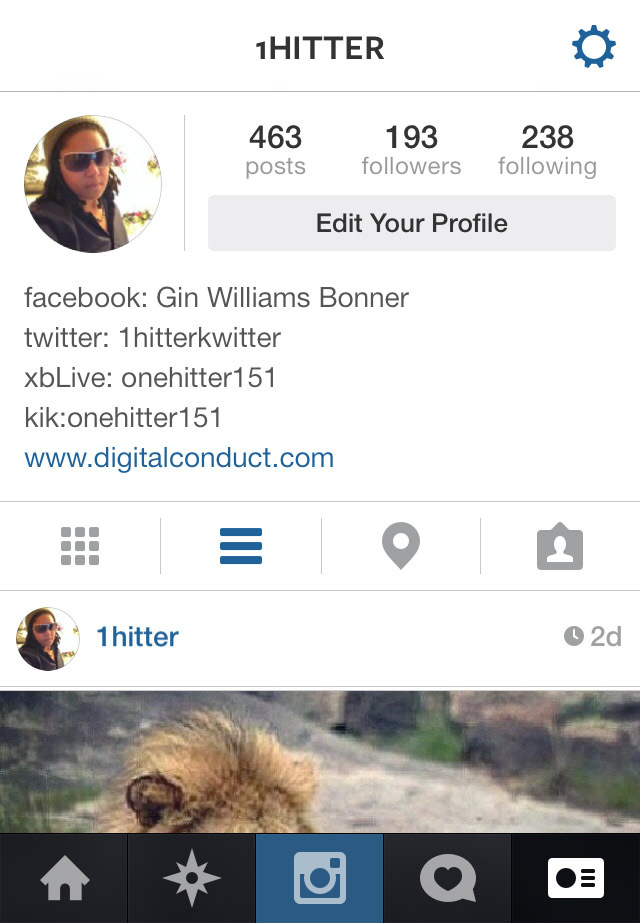 1HITTER
463
193
238
posts
followers
following
Edit Your Profile
facebook: Gin Williams Bonner
twitter: 1hitterkwitter
xbLive: onehitter151
kik:onehitter151
www.digitalconduct.com
1hitter
2d